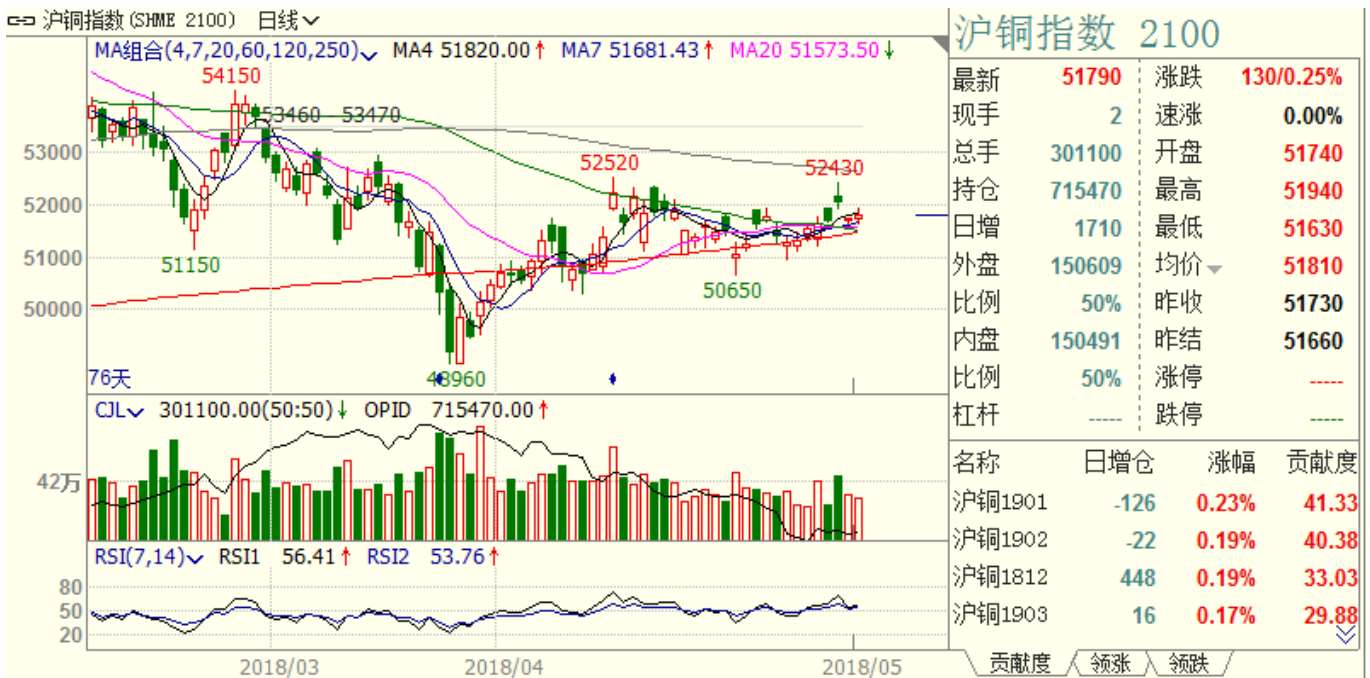 沪铜指数(SHME 2100) 日线
MA组合(4,7,20,60,120,250) MA4 51820.00↑ MA7 51681.43↑ MA20 51573.50↓
54150
53460 - 53470
53000
52520
52430
52000
51150
51000
50650
50000
48960
76天
CJL 301100.00(50:50)↓ OPID 715470.00↑
42万
RSI(7,14) RSI1 56.41↑ RSI2 53.76↑
80
50
20
2018/03 2018/04 2018/05
沪铜指数 2100
最新 51790 涨跌 130/0.25%
现手 2 速涨 0.00%
总手 301100 开盘 51740
持仓 715470 最高 51940
日增 1710 最低 51630
外盘 150609 均价 51810
比例 50% 昨收 51730
内盘 150491 昨结 51660
比例 50% 涨停 -----
杠杆 ----- 跌停 -----
名称 日增仓 涨幅 贡献度
沪铜1901 -126 0.23% 41.33
沪铜1902 -22 0.19% 40.38
沪铜1812 448 0.19% 33.03
沪铜1903 16 0.17% 29.88
贡献度 领涨 领跌